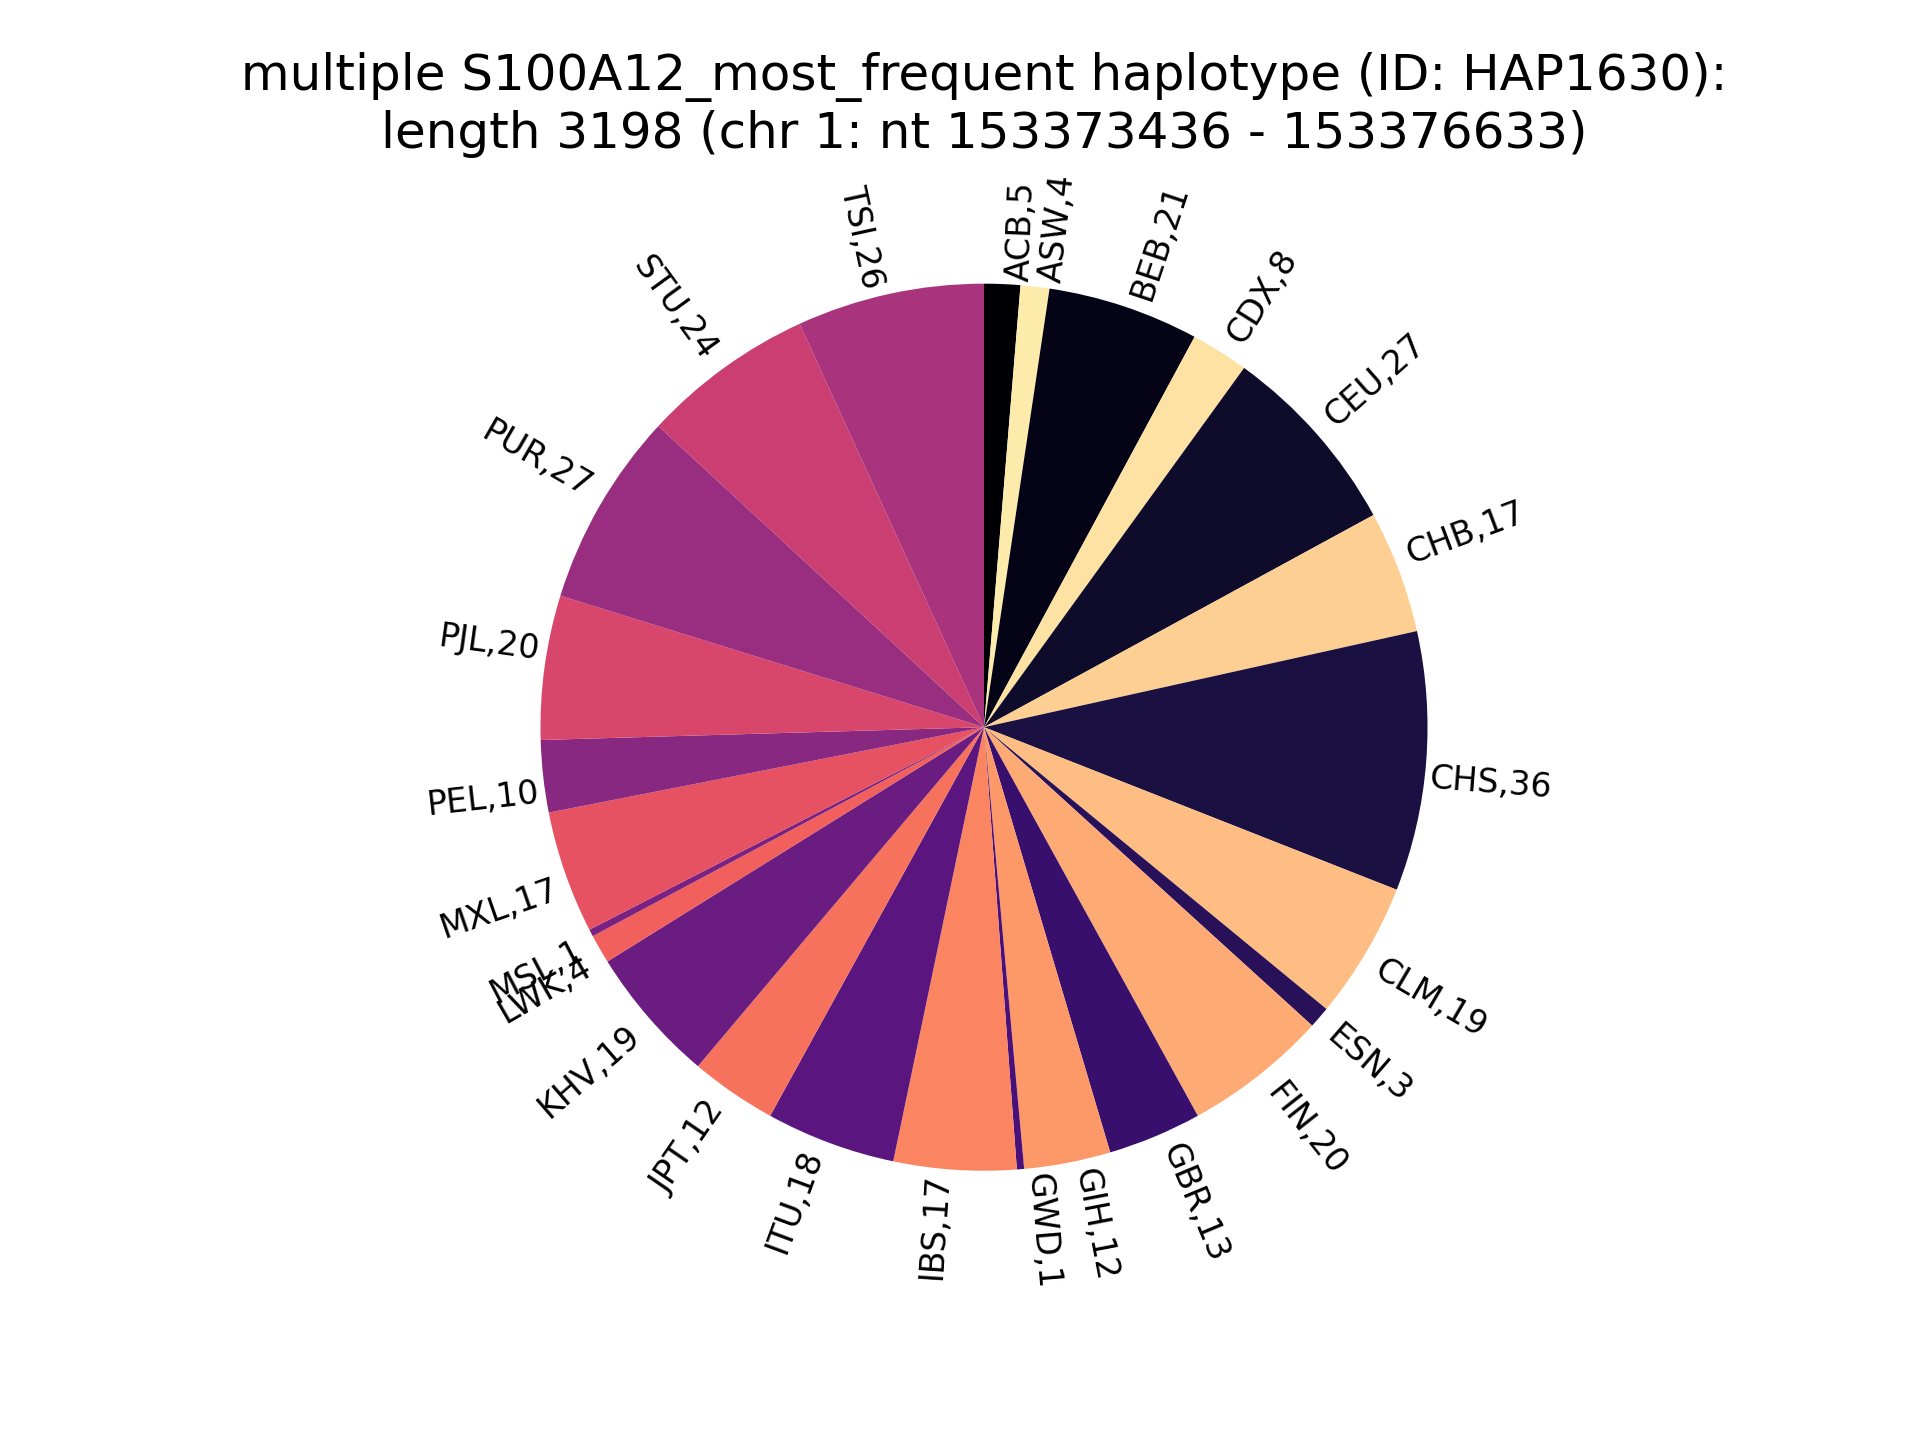 multiple S100A12_most_frequent haplotype (ID: HAP1630):
length 3198 (chr 1: nt 153373436 - 153376633)
ACB,5
ASW,4
BEB,21
CDX,8
CEU,27
CHB,17
CHS,36
CLM,19
ESN,3
FIN,20
GBR,13
GIH,12
GWD,1
IBS,17
ITU,18
JPT,12
KHV,19
LWK,4
MSL,1
MXL,17
PEL,10
PJL,20
PUR,27
STU,24
TSI,26